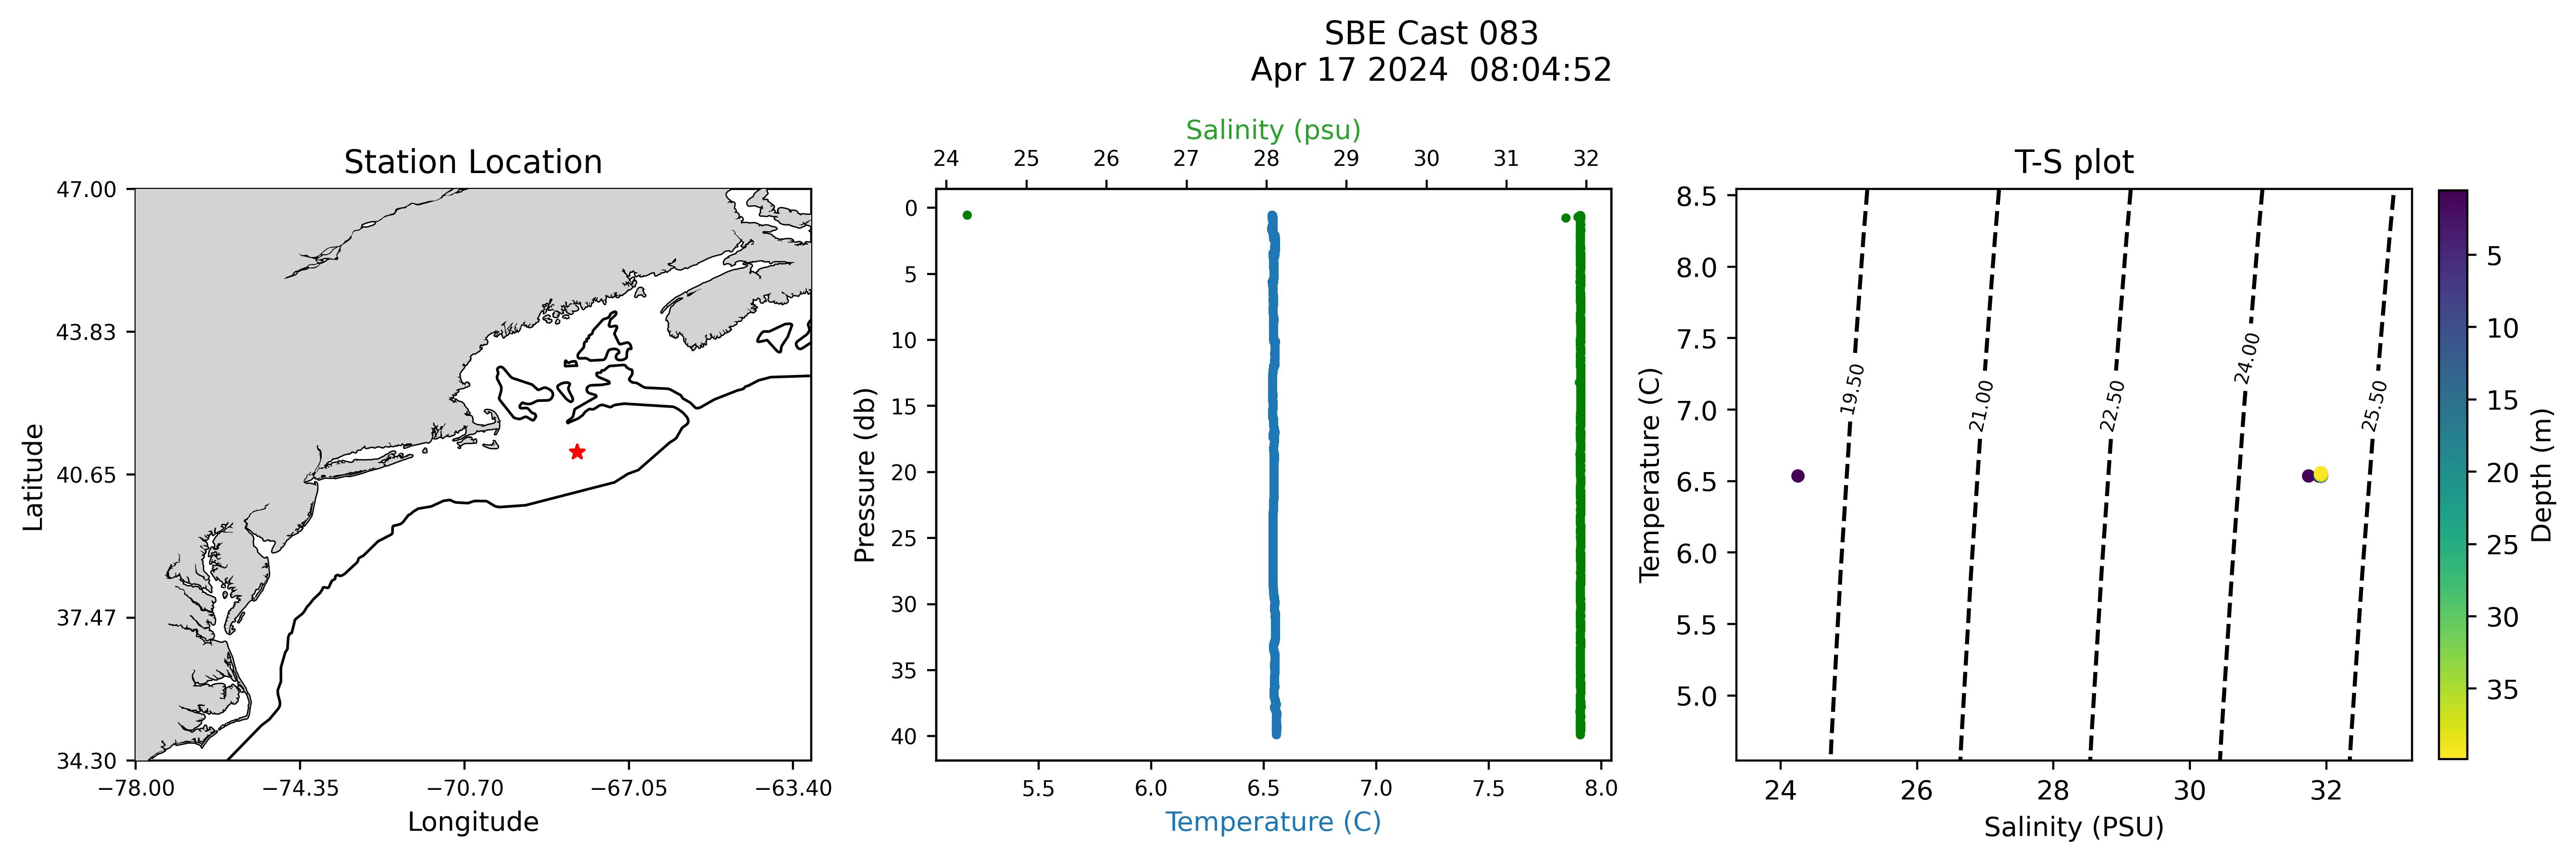 SBE Cast 083
Apr 17 2024  08:04:52
Station Location
47.00
43.83
40.65
37.47
34.30
Latitude
−78.00 −74.35 −70.70 −67.05 −63.40
Longitude
Salinity (psu)
24 25 26 27 28 29 30 31 32
0
5
10
15
20
25
30
35
40
Pressure (db)
5.5 6.0 6.5 7.0 7.5 8.0
Temperature (C)
T-S plot
8.5
8.0
7.5
7.0
6.5
6.0
5.5
5.0
Temperature (C)
19.50
21.00
22.50
24.00
25.50
24 26 28 30 32
Salinity (PSU)
5
10
15
20
25
30
35
Depth (m)